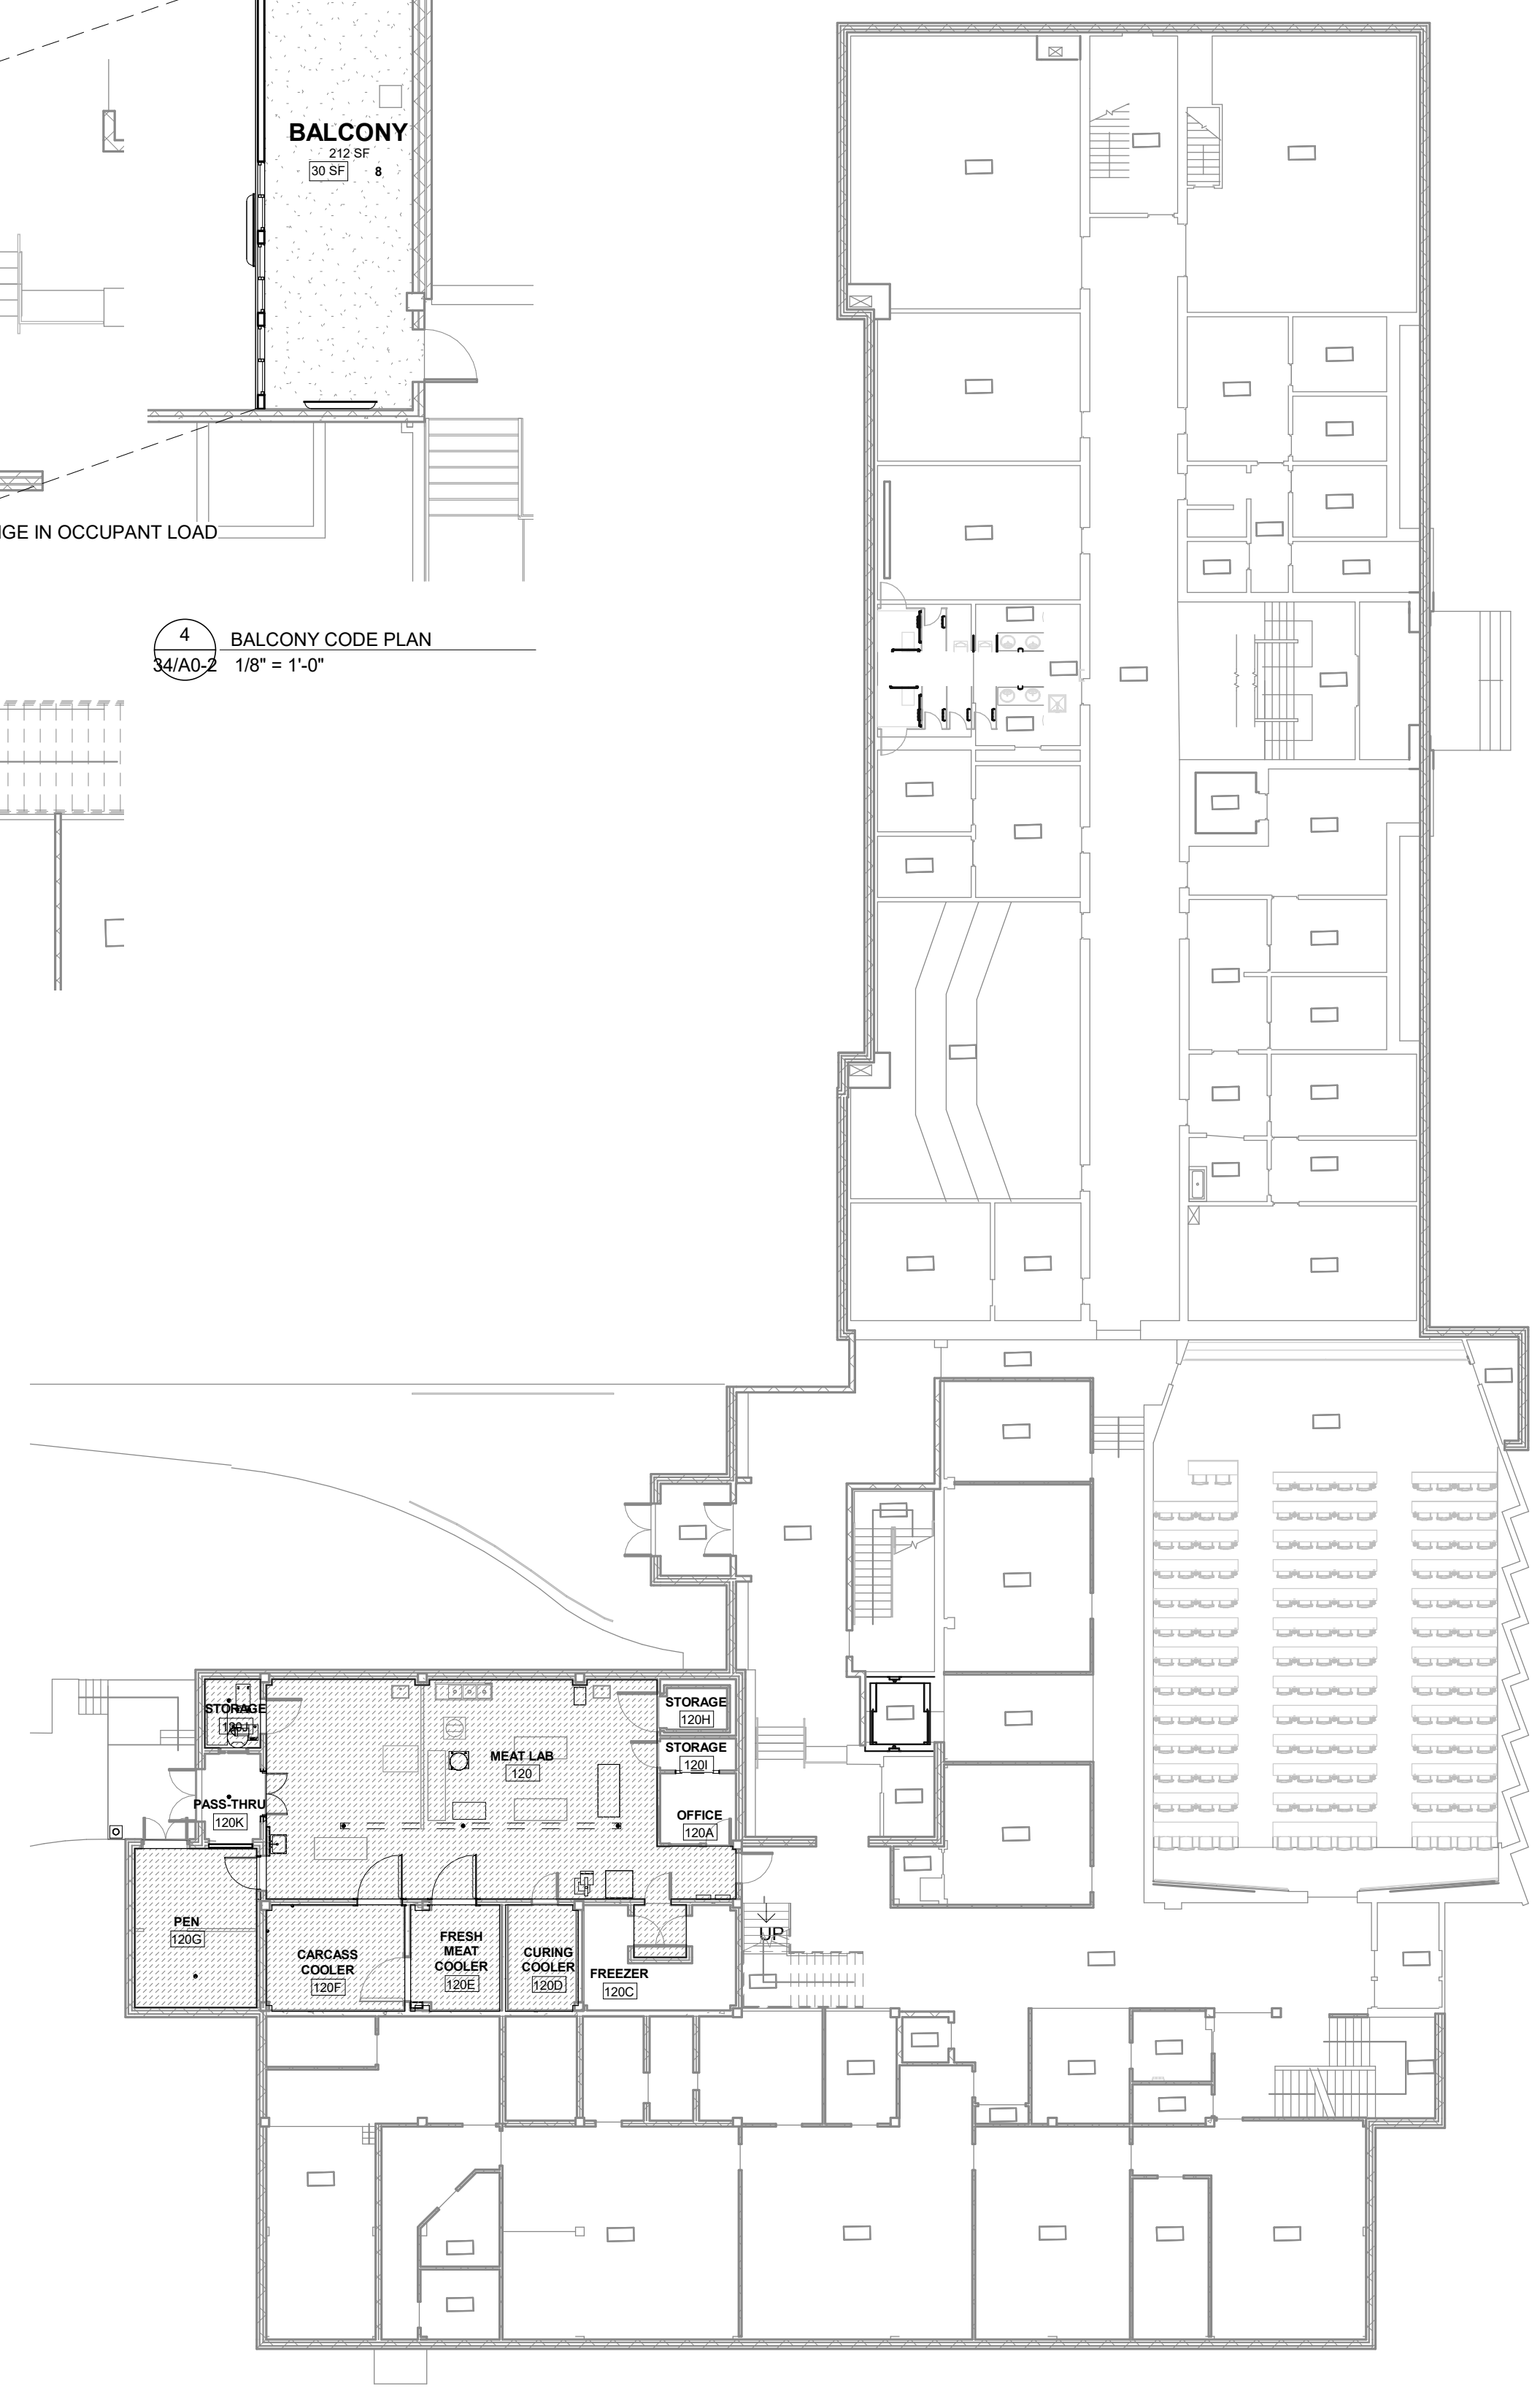 BALCONY
212 SF
30 SF 8
IGE IN OCCUPANT LOAD
4
BALCONY CODE PLAN
34/A0-2 1/8" = 1'-0"
STORAGE
120J
STORAGE
120H
STORAGE
120I
MEAT LAB
120
PASS-THRU
120K
OFFICE
120A
PEN
120G
CARCASS
COOLER
120F
FRESH
MEAT
COOLER
120E
CURING
COOLER
120D
FREEZER
120C
UP